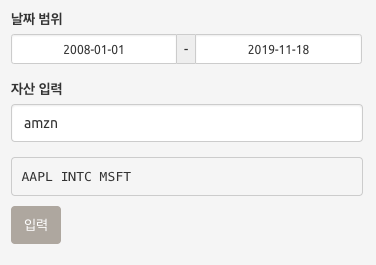 날짜 범위
2008-01-01 - 2019-11-18
자산 입력
amzn
AAPL INTC MSFT
입력